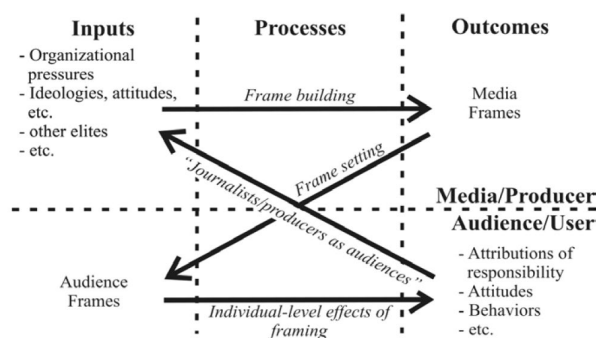 Inputs
Processes
Outcomes
- Organizational
pressures
- Ideologies, attitudes,
etc.
- other elites
- etc.
Frame building
Media
Frames
Frame setting
"Journalists/producers as audiences"
Media/Producer
Audience/User
Audience
Frames
Individual-level effects of
framing
- Attributions of
responsibility
- Attitudes
- Behaviors
- etc.